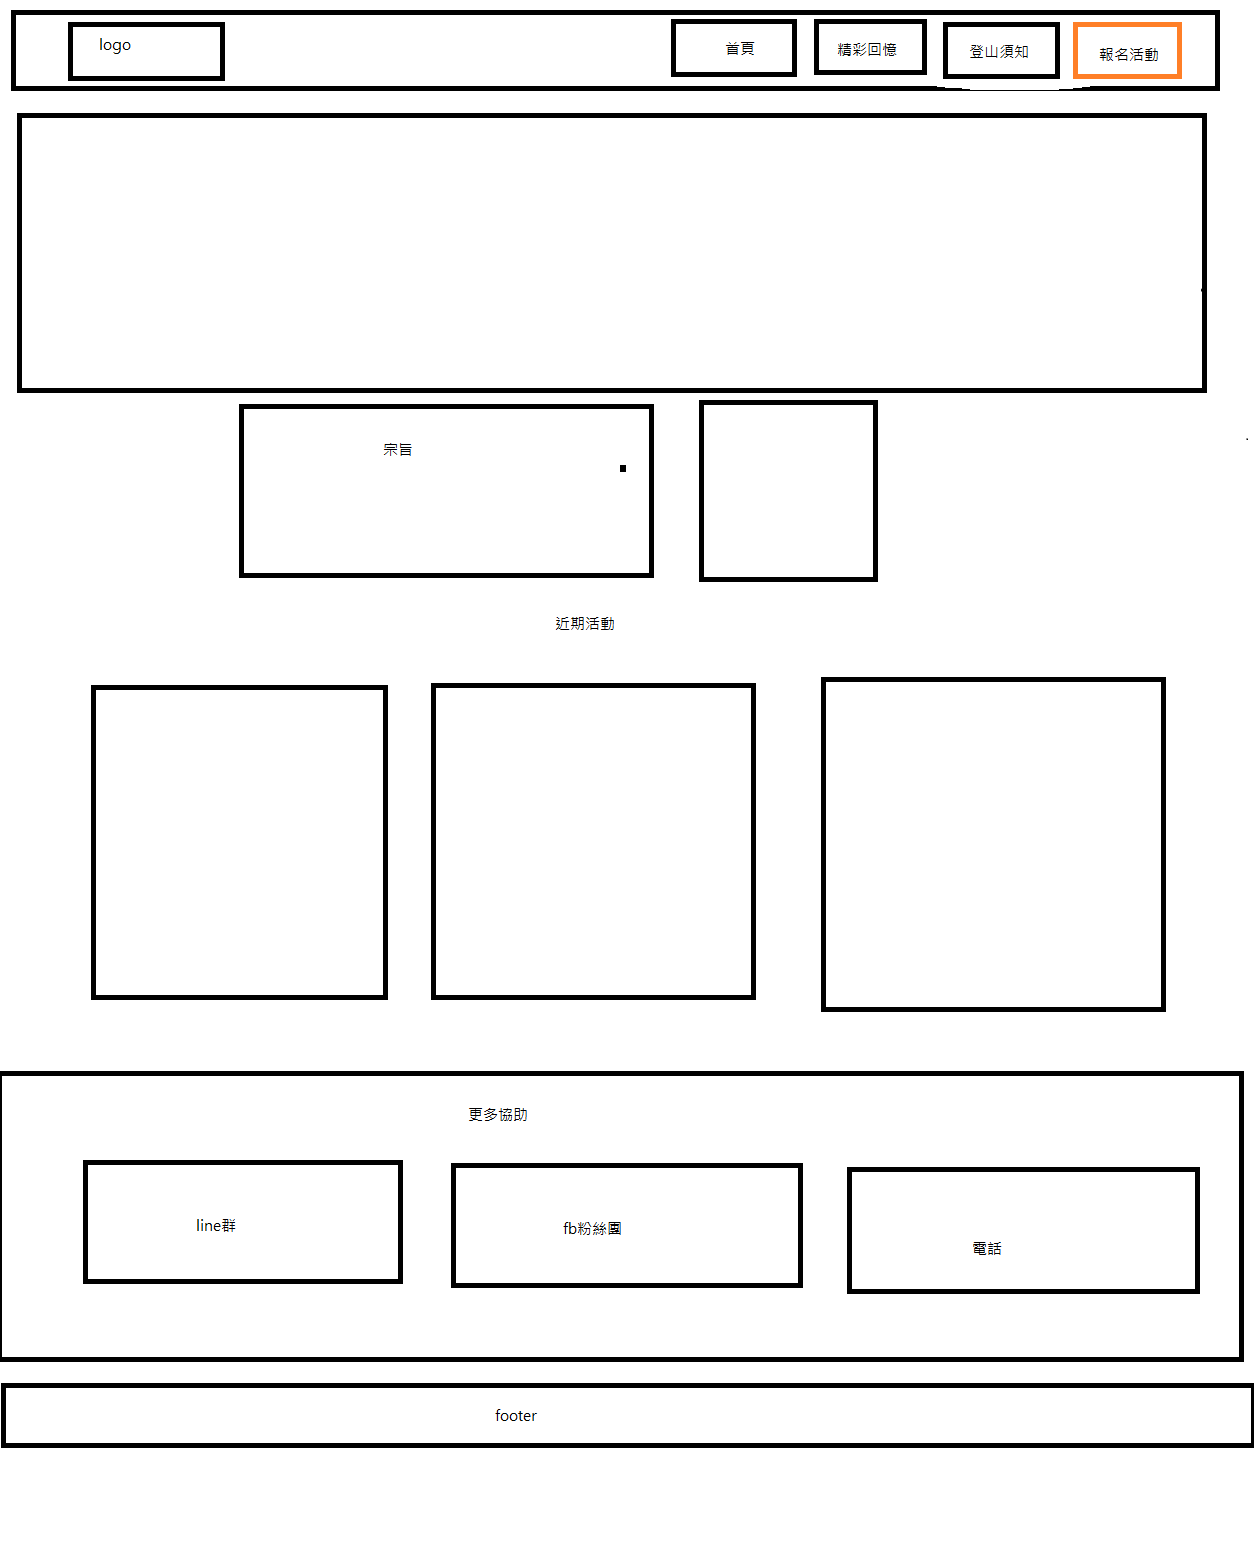 logo
首頁
精彩回憶
登山須知
報名活動
宗旨
近期活動
更多協助
line群
fb粉絲團
電話
footer